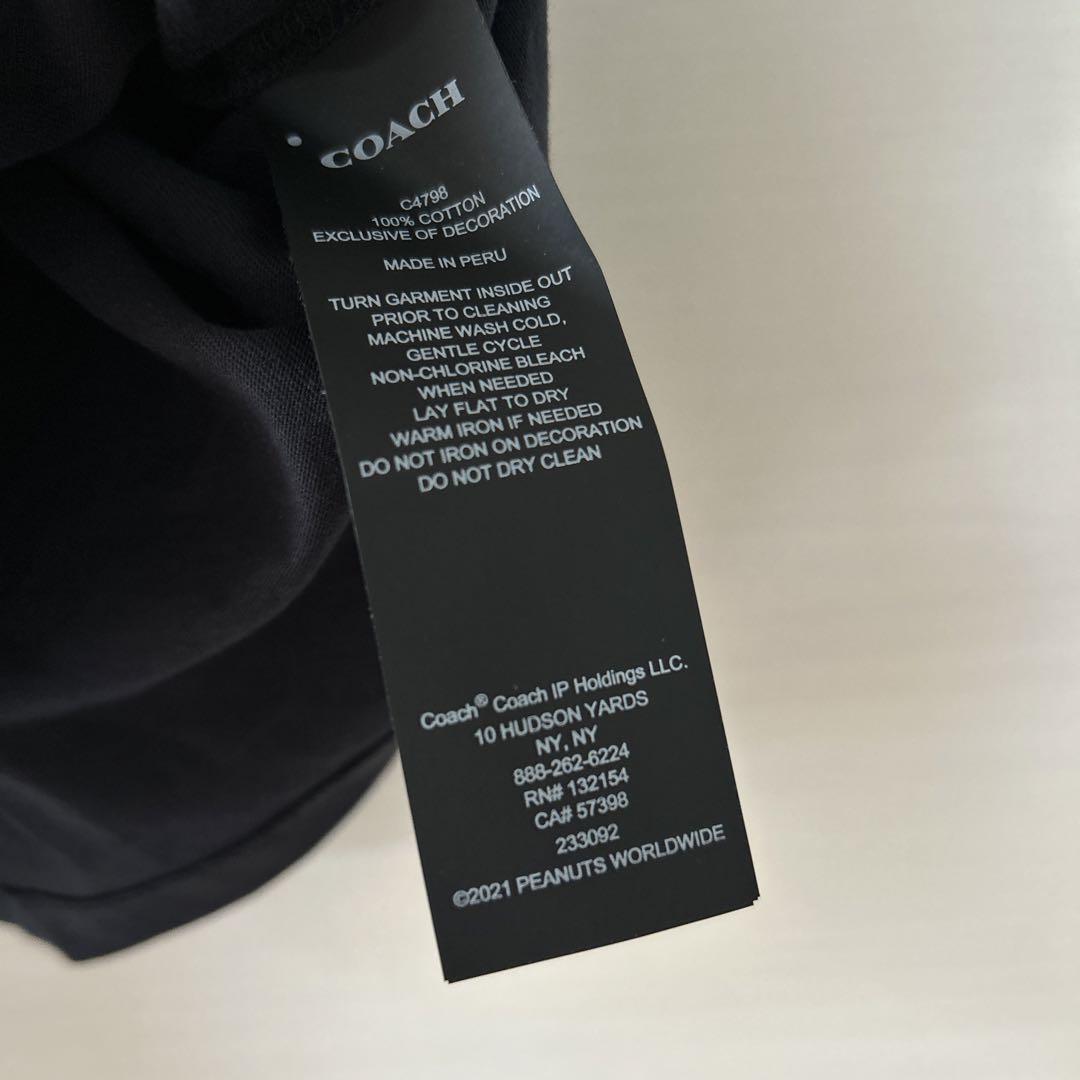 COACH
C4798
100% COTTON
EXCLUSIVE OF DECORATION
MADE IN PERU
TURN GARMENT INSIDE OUT
PRIOR TO CLEANING
MACHINE WASH COLD,
GENTLE CYCLE
NON-CHLORINE BLEACH
WHEN NEEDED
LAY FLAT TO DRY
WARM IRON IF NEEDED
DO NOT IRON ON DECORATION
DO NOT DRY CLEAN
Coach® Coach IP Holdings LLC.
10 HUDSON YARDS
NY, NY
888-262-6224
RN# 132154
CA# 57398
233092
©2021 PEANUTS WORLDWIDE